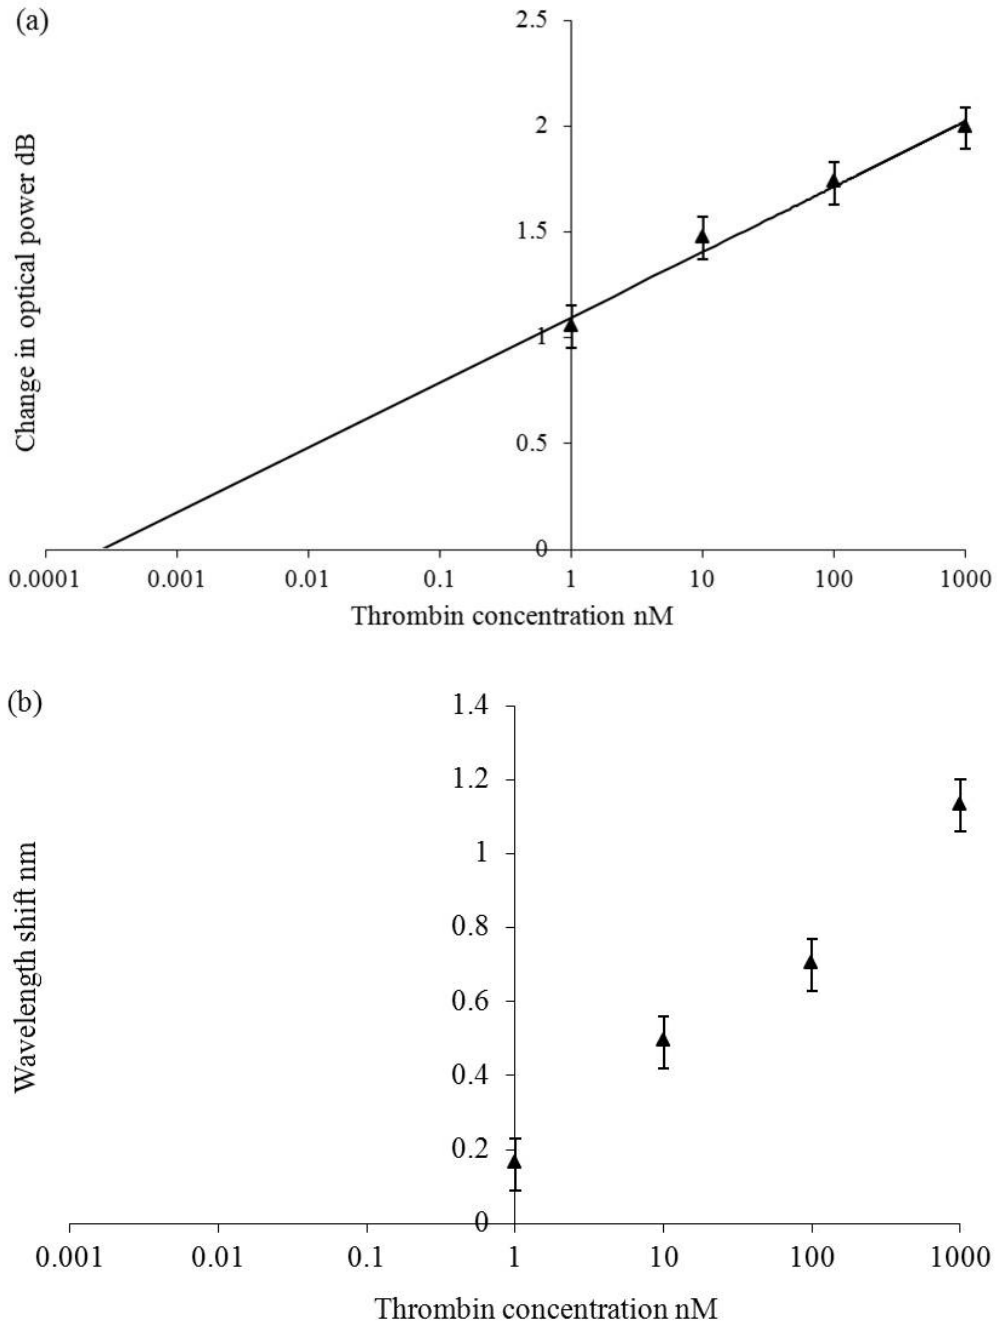 (a)
Change in optical power dB
2.5
2
1.5
1
0.5
0
0.0001 0.001 0.01 0.1 1 10 100 1000
Thrombin concentration nM
(b)
Wavelength shift nm
1.4
1.2
1
0.8
0.6
0.4
0.2
0
0.001 0.01 0.1 1 10 100 1000
Thrombin concentration nM